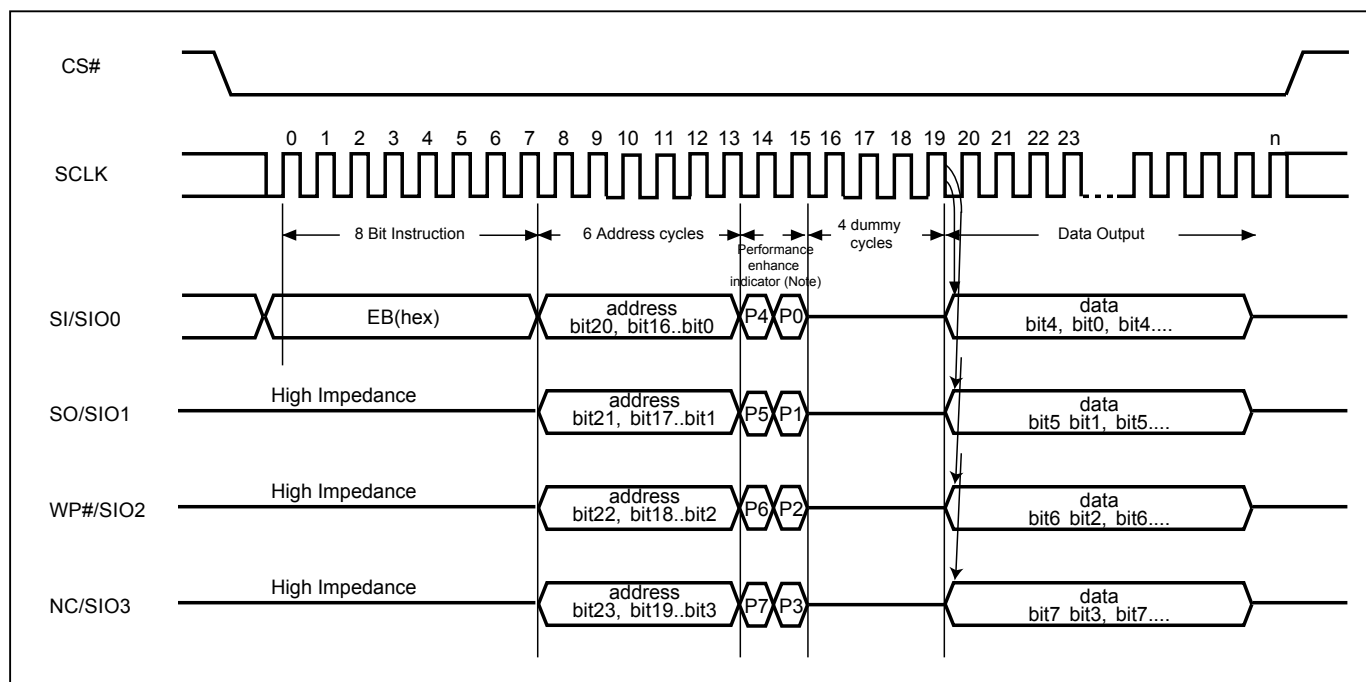 CS#
0 1 2 3 4 5 6 7 8 9 10 11 12 13 14 15 16 17 18 19 20 21 22 23 n
SCLK
8 Bit Instruction
6 Address cycles
Performance
enhance
indicator (Note)
4 dummy
cycles
Data Output
SI/SIO0
EB(hex)
address
bit20, bit16..bit0
P4 P0
data
bit4, bit0, bit4....
SO/SIO1
High Impedance
address
bit21, bit17..bit1
P5 P1
data
bit5 bit1, bit5....
WP#/SIO2
High Impedance
address
bit22, bit18..bit2
P6 P2
data
bit6 bit2, bit6....
NC/SIO3
High Impedance
address
bit23, bit19..bit3
P7 P3
data
bit7 bit3, bit7....